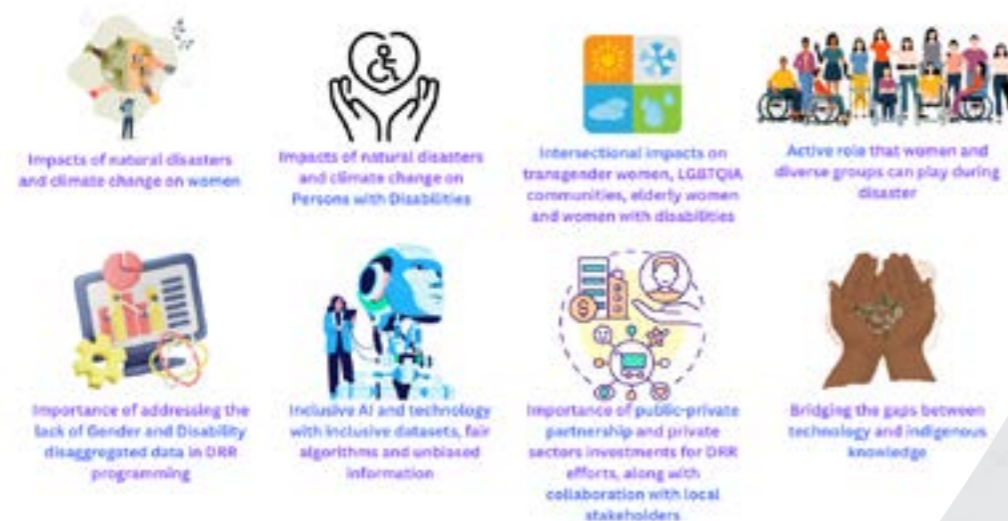 Impacts of natural disasters
and climate change on women
Impacts of natural disasters
and climate change on
Persons with Disabilities
Intersectional impacts on
transgender women, LGBTQIA
communities, elderly women
and women with disabilities
Active role that women and
diverse groups can play during
disaster
Importance of addressing the
lack of Gender and Disability
disaggregated data in DRR
programming
Inclusive AI and technology
with inclusive datasets, fair
algorithms and unbiased
information
Importance of public-private
partnership and private
sectors investments for DRR
efforts, along with
collaboration with local
stakeholders
Bridging the gaps between
technology and indigenous
knowledge